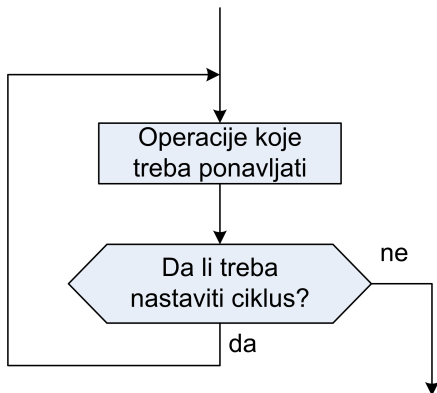 Operacije koje
treba ponavljati
Da li treba
nastaviti ciklus?
ne
da